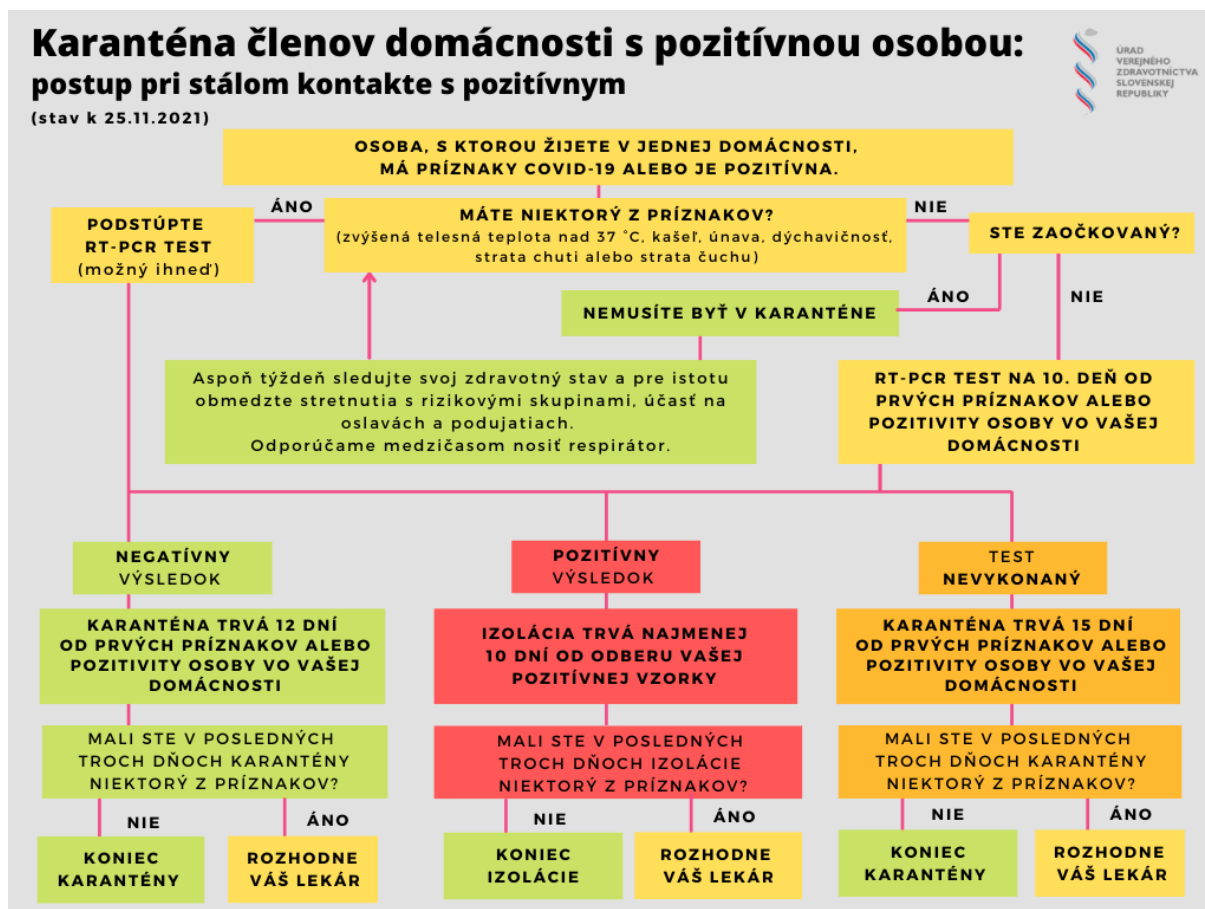 Karanténa členov domácnosti s pozitívnou osobou:
postup pri stálom kontakte s pozitívnym
(stav k 25.11.2021)
ÚRAD
VEREJNÉHO
ZDRAVOTNÍCTVA
SLOVENSKEJ
REPUBLIKY
OSOBA, S KTOROU ŽIJETE V JEDNEJ DOMÁCNOSTI,
MÁ PRÍZNAKY COVID-19 ALEBO JE POZITÍVNA.
ÁNO
NIE
PODSTÚPTE
RT-PCR TEST
(možný ihneď)
MÁTE NIEKTORÝ Z PRÍZNAKOV?
(zvýšená telesná teplota nad 37 °C, kašeľ, únava, dýchavičnosť,
strata chuti alebo strata čuchu)
STE ZAOČKOVANÝ?
ÁNO
NIE
NEMUSÍTE BYŤ V KARANTÉNE
Aspoň týždeň sledujte svoj zdravotný stav a pre istotu
obmedzte stretnutia s rizikovými skupinami, účasť na
oslavách a podujatiach.
Odporúčame medzičasom nosiť respirátor.
RT-PCR TEST NA 10. DEŇ OD
PRVÝCH PRÍZNAKOV ALEBO
POZITIVITY OSOBY VO VAŠEJ
DOMÁCNOSTI
NEGATÍVNY
VÝSLEDOK
KARANTÉNA TRVÁ 12 DNÍ
OD PRVÝCH PRÍZNAKOV ALEBO
POZITIVITY OSOBY VO VAŠEJ
DOMÁCNOSTI
MALI STE V POSLEDNÝCH
TROCH DŇOCH KARANTÉNY
NIEKTORÝ Z PRÍZNAKOV?
NIE
ÁNO
KONIEC
KARANTÉNY
ROZHODNE
VÁŠ LEKÁR
POZITÍVNY
VÝSLEDOK
IZOLÁCIA TRVÁ NAJMENEJ
10 DNÍ OD ODBERU VAŠEJ
POZITÍVNEJ VZORKY
MALI STE V POSLEDNÝCH
TROCH DŇOCH IZOLÁCIE
NIEKTORÝ Z PRÍZNAKOV?
NIE
ÁNO
KONIEC
IZOLÁCIE
ROZHODNE
VÁŠ LEKÁR
TEST
NEVYKONANÝ
KARANTÉNA TRVÁ 15 DNÍ
OD PRVÝCH PRÍZNAKOV ALEBO
POZITIVITY OSOBY VO VAŠEJ
DOMÁCNOSTI
MALI STE V POSLEDNÝCH
TROCH DŇOCH KARANTÉNY
NIEKTORÝ Z PRÍZNAKOV?
NIE
ÁNO
KONIEC
KARANTÉNY
ROZHODNE
VÁŠ LEKÁR